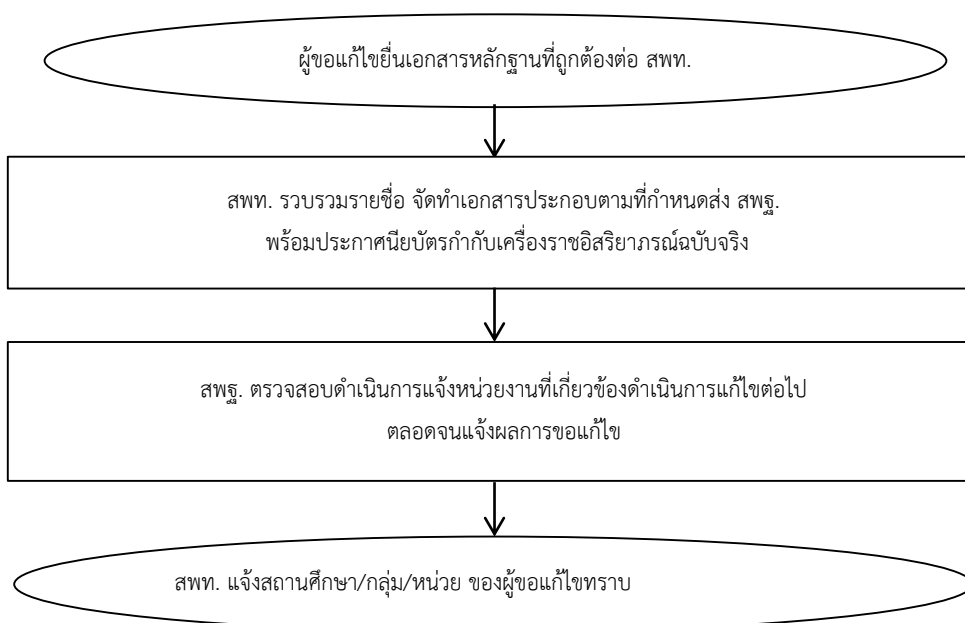 ผู้ขอแก้ไขยื่นเอกสารหลักฐานที่ถูกต้องต่อ สพท.
สพท. รวบรวมรายชื่อ จัดทำเอกสารประกอบตามที่กำหนดส่ง สพฐ.
พร้อมประกาศนียบัตรกำกับเครื่องราชอิสริยาภรณ์ฉบับจริง
สพฐ. ตรวจสอบดำเนินการแจ้งหน่วยงานที่เกี่ยวข้องดำเนินการแก้ไขต่อไป
ตลอดจนแจ้งผลการขอแก้ไข
สพท. แจ้งสถานศึกษา/กลุ่ม/หน่วย ของผู้ขอแก้ไขทราบ